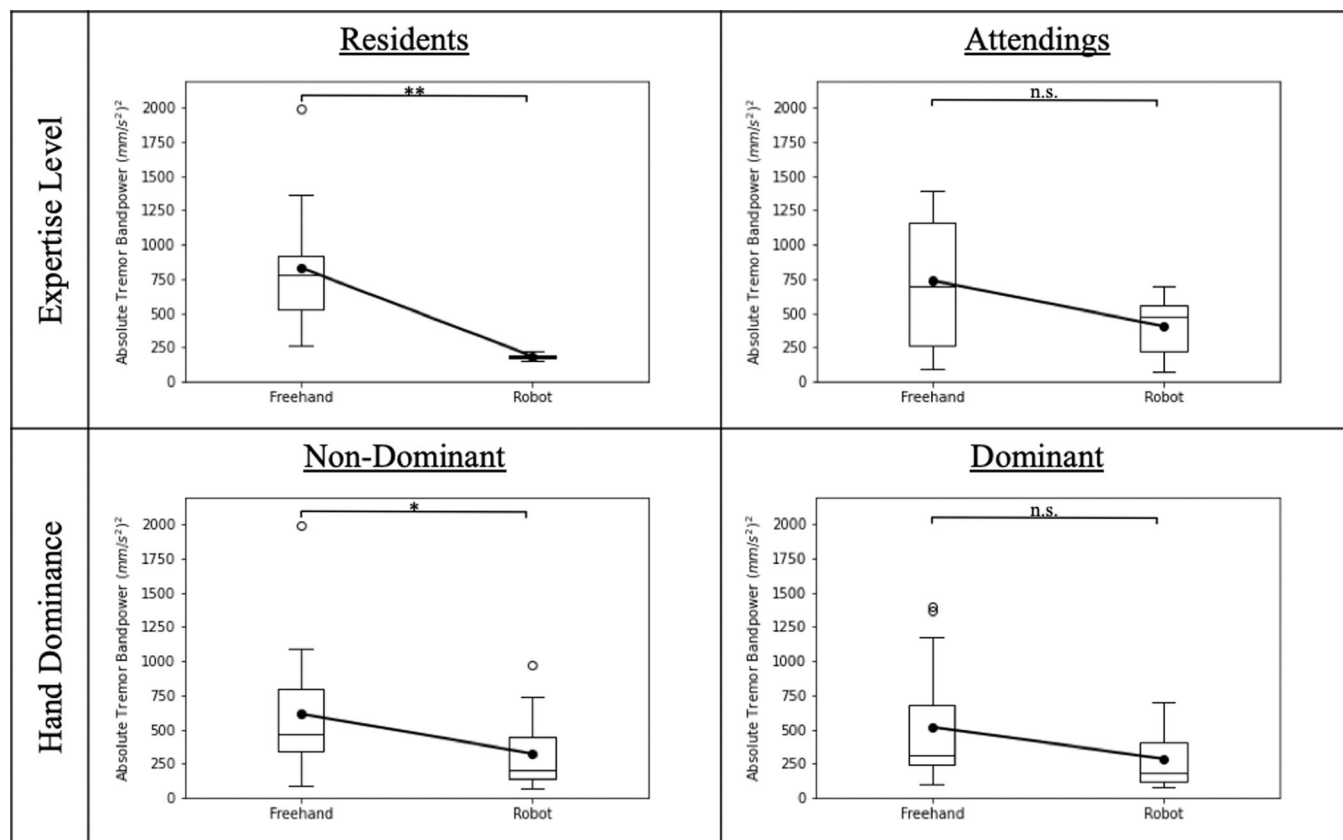 Expertise Level
Residents
**
Absolute Tremor Bandpower (mm/s²)²
2000
1750
1500
1250
1000
750
500
250
0
Freehand Robot
Attendings
n.s.
Absolute Tremor Bandpower (mm/s²)²
2000
1750
1500
1250
1000
750
500
250
0
Freehand Robot
Hand Dominance
Non-Dominant
*
Absolute Tremor Bandpower (mm/s²)²
2000
1750
1500
1250
1000
750
500
250
0
Freehand Robot
Dominant
n.s.
Absolute Tremor Bandpower (mm/s²)²
2000
1750
1500
1250
1000
750
500
250
0
Freehand Robot